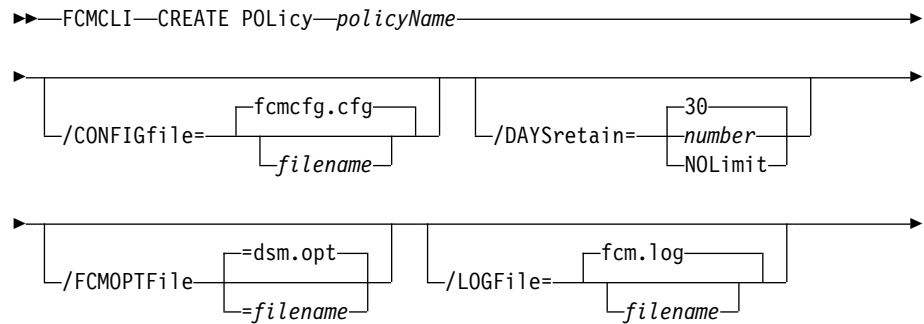 FCMCLI CREATE POLicy policyName
fcmcfg.cfg 30
/CONFIGfile= /DAYSretain= number
filename NOLimit
=dsm.opt fcm.log
/FCMOPTFile /LOGFile=
=filename filename